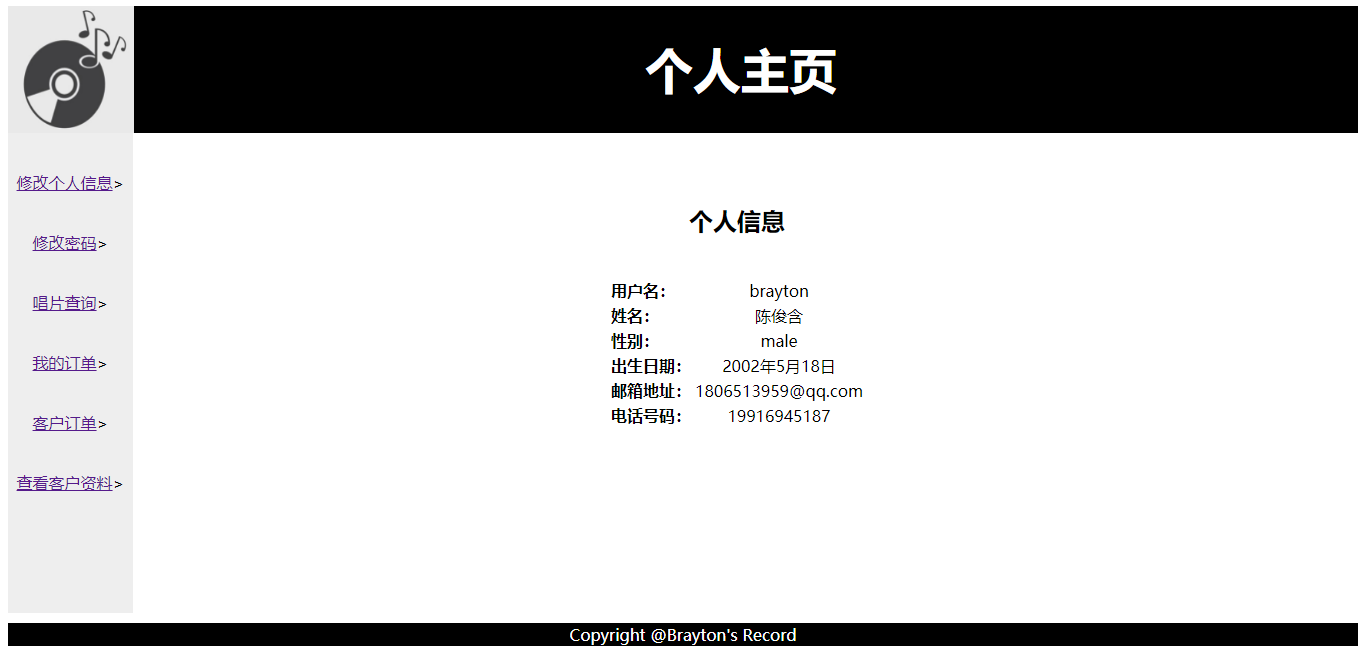 个人主页
修改个人信息>
修改密码>
唱片查询>
我的订单>
客户订单>
查看客户资料>
个人信息
用户名： brayton
姓名： 陈俊含
性别： male
出生日期： 2002年5月18日
邮箱地址： 1806513959@qq.com
电话号码： 19916945187
Copyright @Brayton's Record